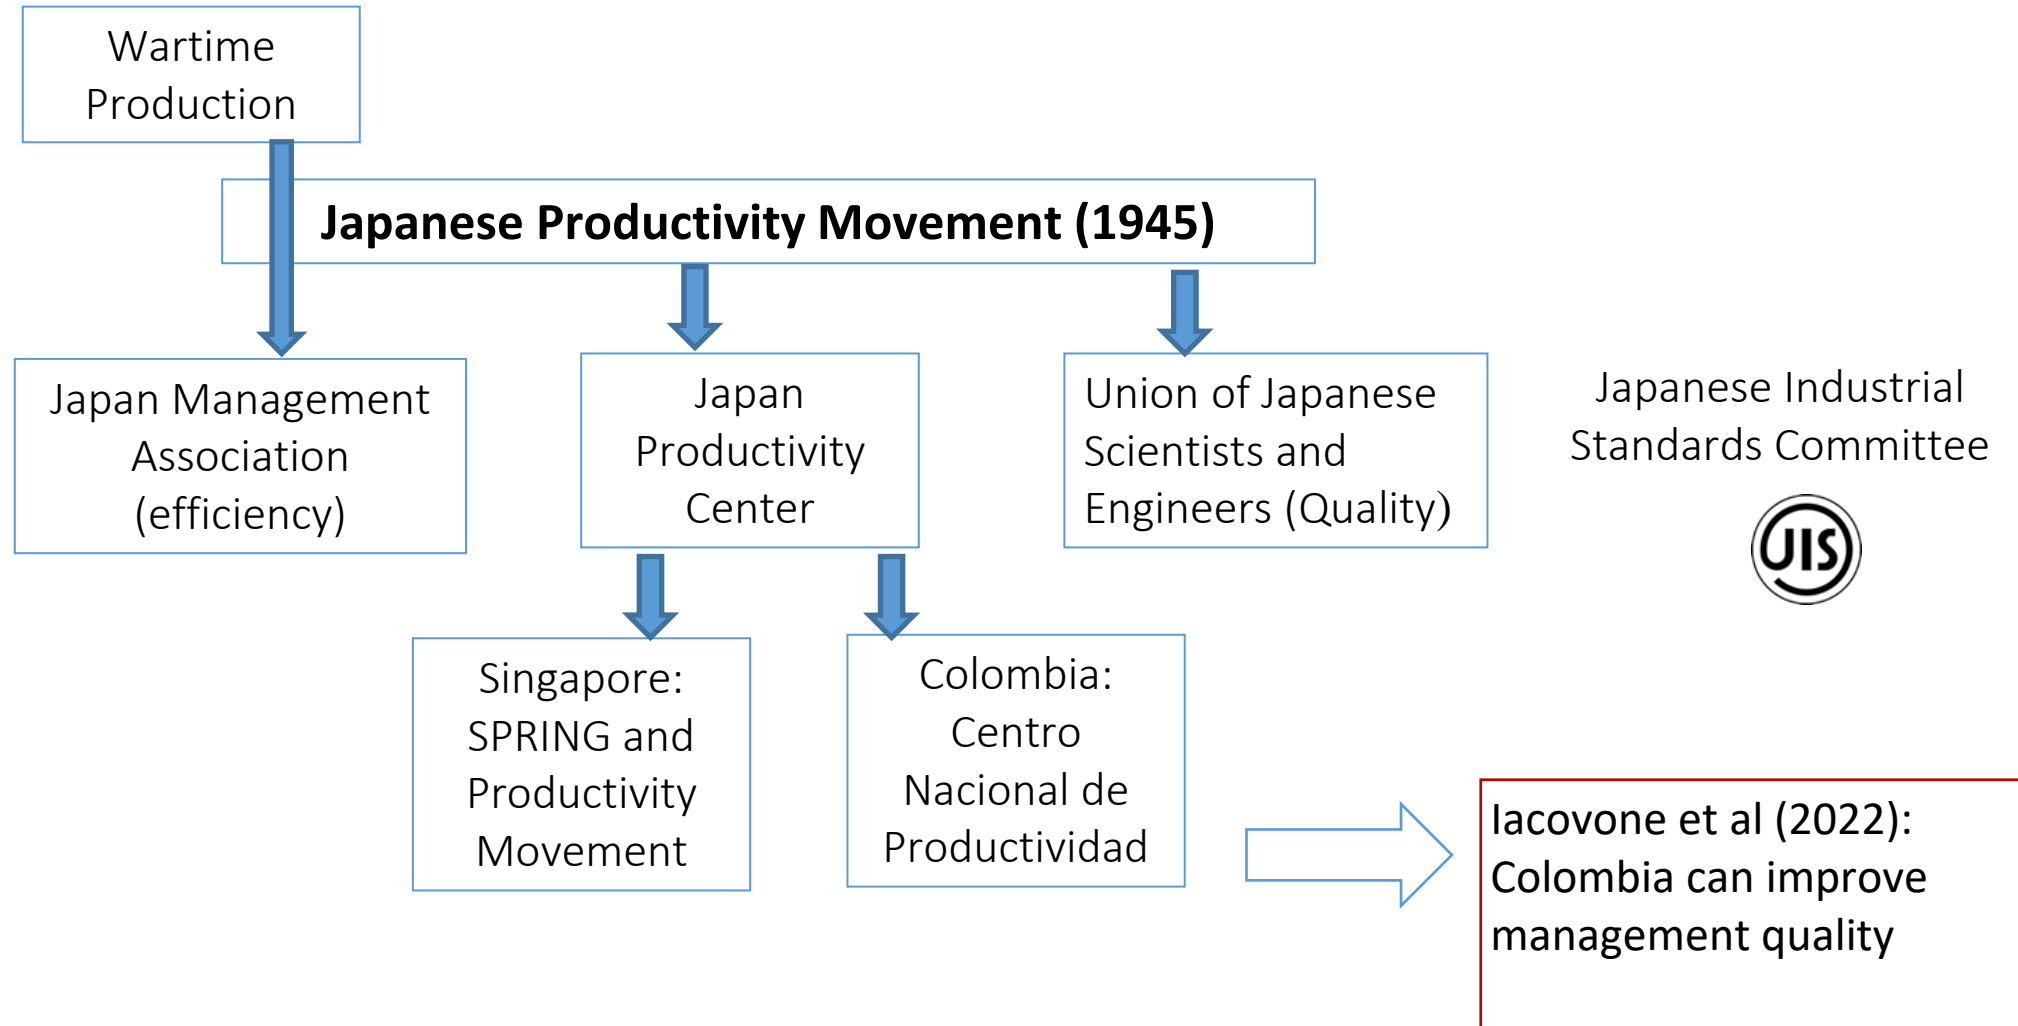 Wartime
Production
Japanese Productivity Movement (1945)
Japan Management
Association
(efficiency)
Japan
Productivity
Center
Union of Japanese
Scientists and
Engineers (Quality)
Japanese Industrial
Standards Committee
JIS
Singapore:
SPRING and
Productivity
Movement
Colombia:
Centro
Nacional de
Productividad
Iacovone et al (2022):
Colombia can improve
management quality